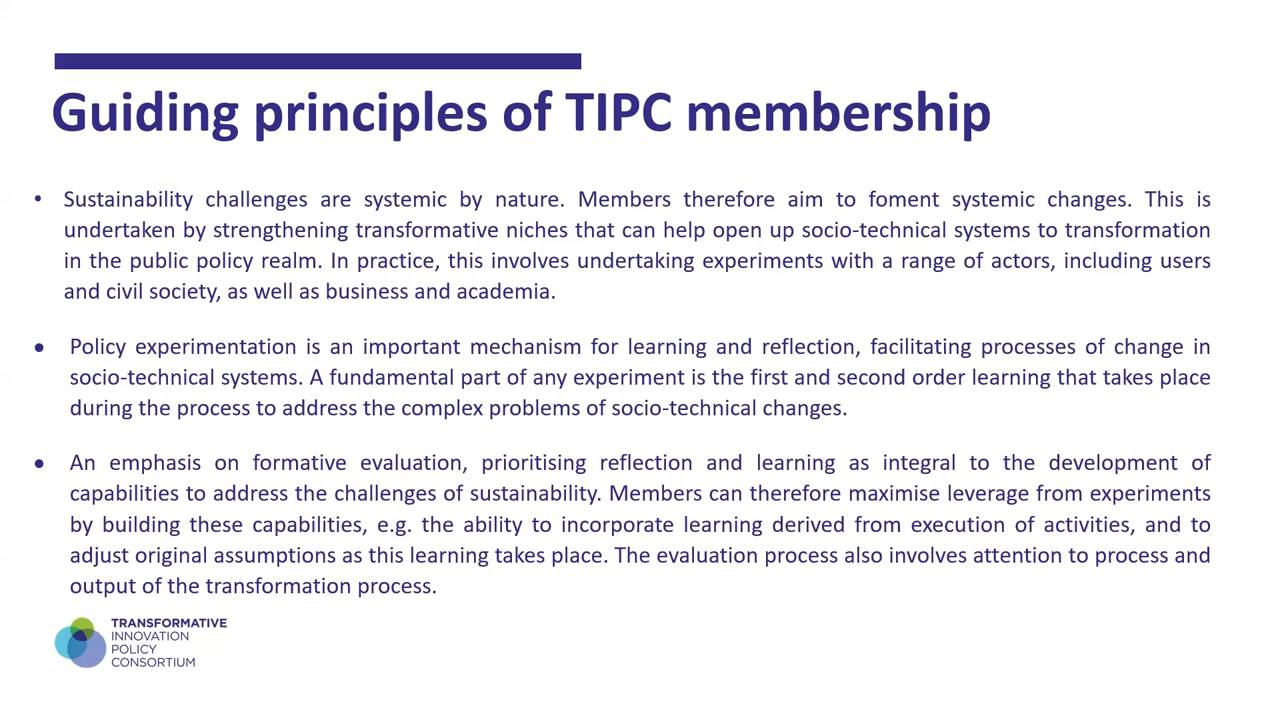 Guiding principles of TIPC membership
• Sustainability challenges are systemic by nature. Members therefore aim to foment systemic changes. This is
undertaken by strengthening transformative niches that can help open up socio-technical systems to transformation
in the public policy realm. In practice, this involves undertaking experiments with a range of actors, including users
and civil society, as well as business and academia.
• Policy experimentation is an important mechanism for learning and reflection, facilitating processes of change in
socio-technical systems. A fundamental part of any experiment is the first and second order learning that takes place
during the process to address the complex problems of socio-technical changes.
• An emphasis on formative evaluation, prioritising reflection and learning as integral to the development of
capabilities to address the challenges of sustainability. Members can therefore maximise leverage from experiments
by building these capabilities, e.g. the ability to incorporate learning derived from execution of activities, and to
adjust original assumptions as this learning takes place. The evaluation process also involves attention to process and
output of the transformation process.
TRANSFORMATIVE
INNOVATION
POLICY
CONSORTIUM